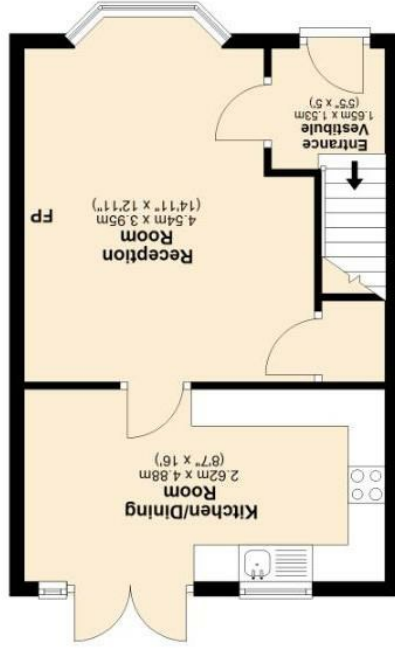 Kitchen/Dining
Room
2.62m x 4.88m
(8'7" x 16')
Reception
Room
4.54m x 3.95m
(14'11" x 12'11")
FP
Entrance
Vestibule
1.65m x 1.53m
(5'5" x 5')